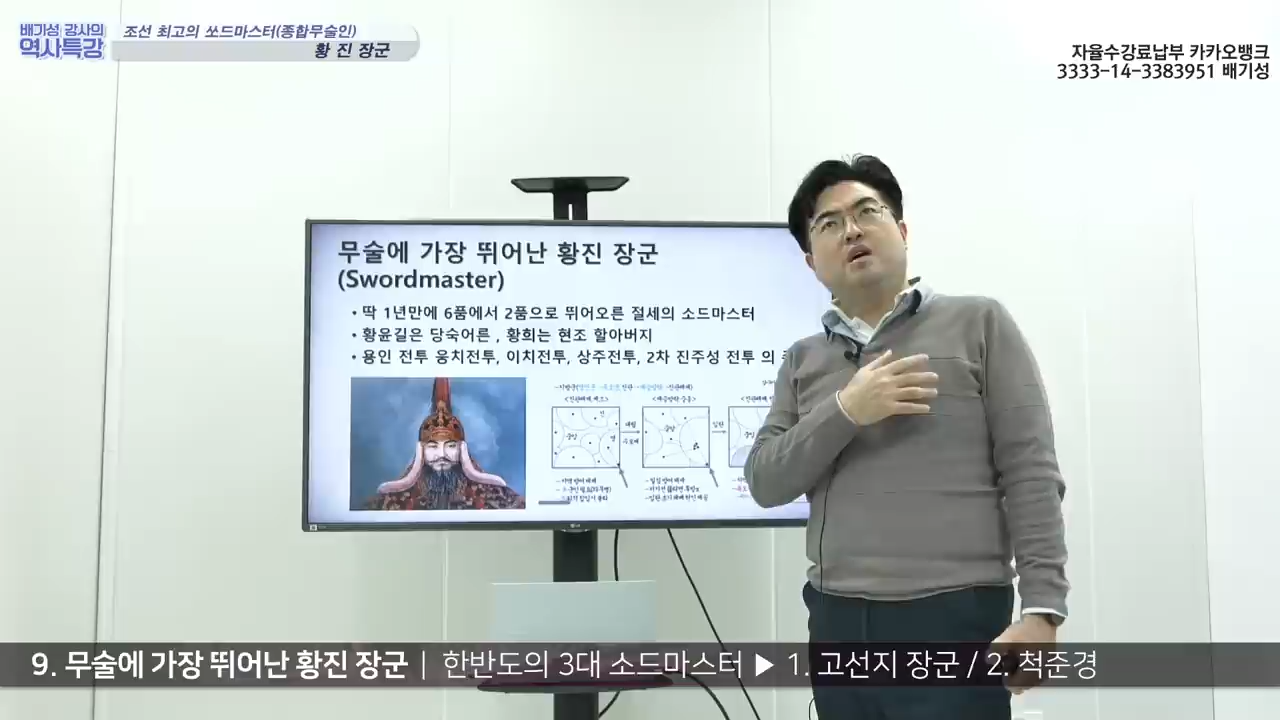 배기성 강사의
역사특강
조선 최고의 쏘드마스터(종합무술인)
황 진 장군
자율수강료납부 카카오뱅크
3333-14-3383951 배기성
무술에 가장 뛰어난 황진 장군
(Swordmaster)
• 딱 1년만에 6품에서 2품으로 뛰어오른 절세의 소드마스터
• 황윤길은 당숙어른 , 황희는 현조 할아버지
• 용인 전투 웅치전투, 이치전투, 상주전투, 2차 진주성 전투 의
9. 무술에 가장 뛰어난 황진 장군 | 한반도의 3대 소드마스터 ▶ 1. 고선지 장군 / 2. 척준경